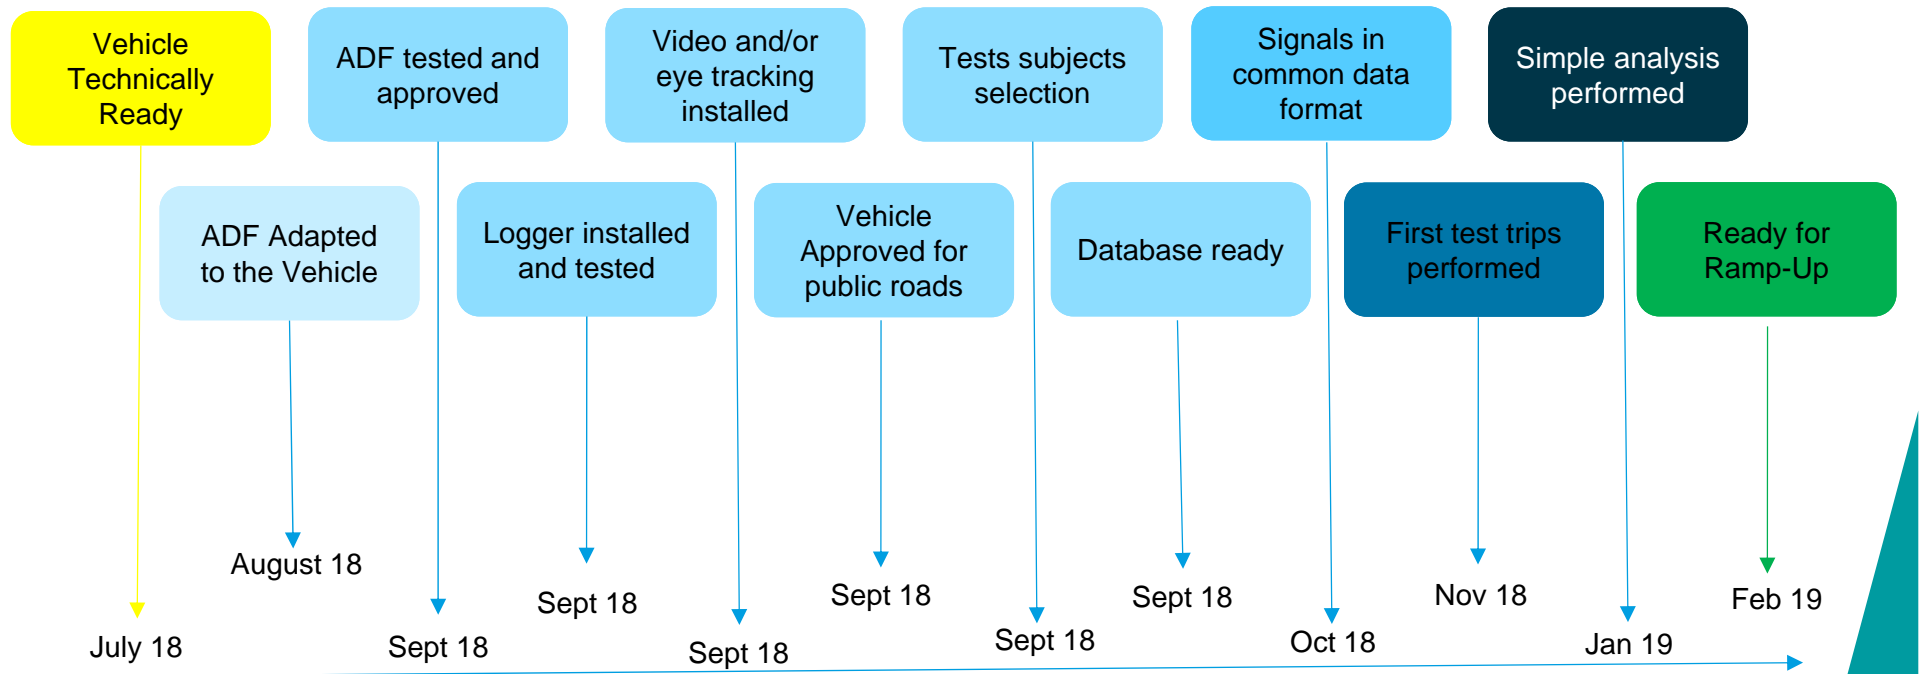 Vehicle
Technically
Ready
ADF tested and
approved
Video and/or
eye tracking
installed
Tests subjects
selection
Signals in
common data
format
Simple analysis
performed
ADF Adapted
to the Vehicle
Logger installed
and tested
Vehicle
Approved for
public roads
Database ready
First test trips
performed
Ready for
Ramp-Up
August 18
Sept 18
Sept 18
Sept 18
Nov 18
Feb 19
July 18
Sept 18
Sept 18
Sept 18
Oct 18
Jan 19